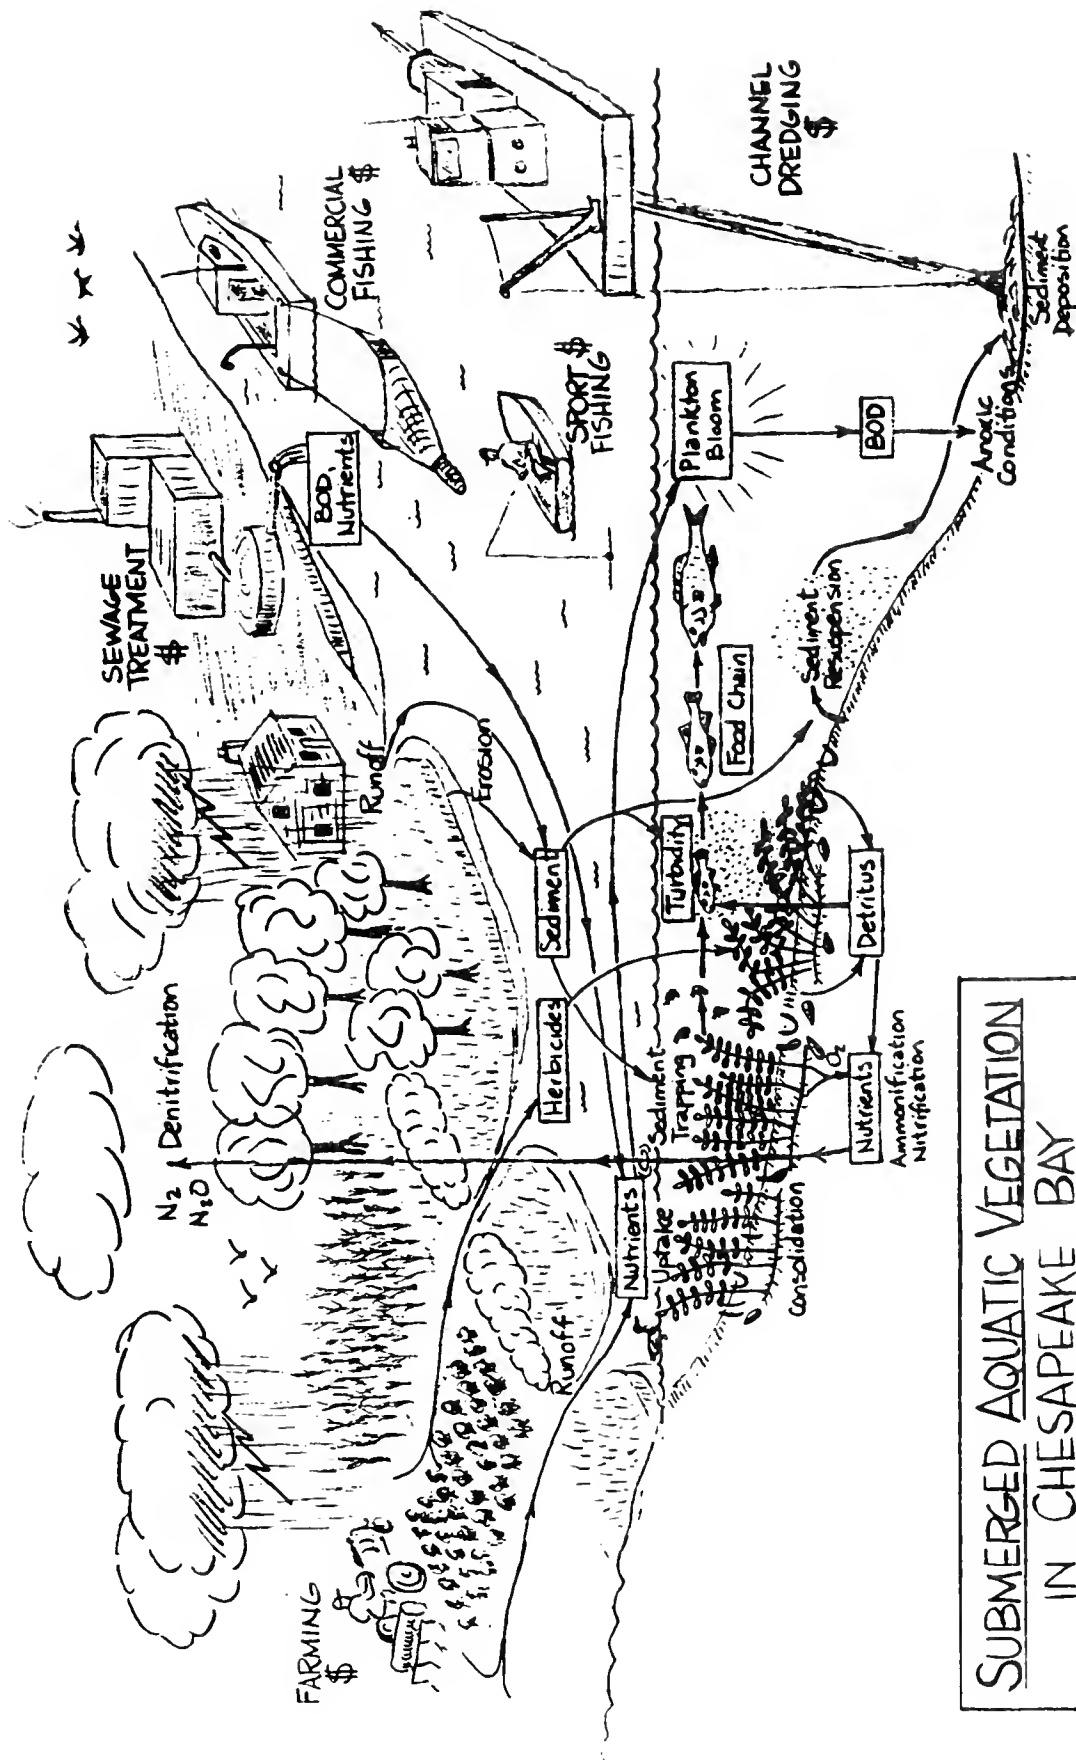 FARMING
$
N2
N2O
Denitrification
SEWAGE
TREATMENT
$
Runoff
Runoff
Erosion
BOD,
Nutrients
COMMERCIAL
FISHING $
SPORT $
FISHING
CHANNEL
DREDGING
$
Herbicides
Sediment
Nutrients
Uptake
Sediment
Trapping
Turbidity
Food Chain
Plankton
Bloom
BOD
Anoxic
Conditions
Sediment
Resuspension
Sediment
Deposition
Consolidation
O2
Nutrients
Ammonification
Nitrification
Detritus
SUBMERGED AQUATIC VEGETATION
IN CHESAPEAKE BAY